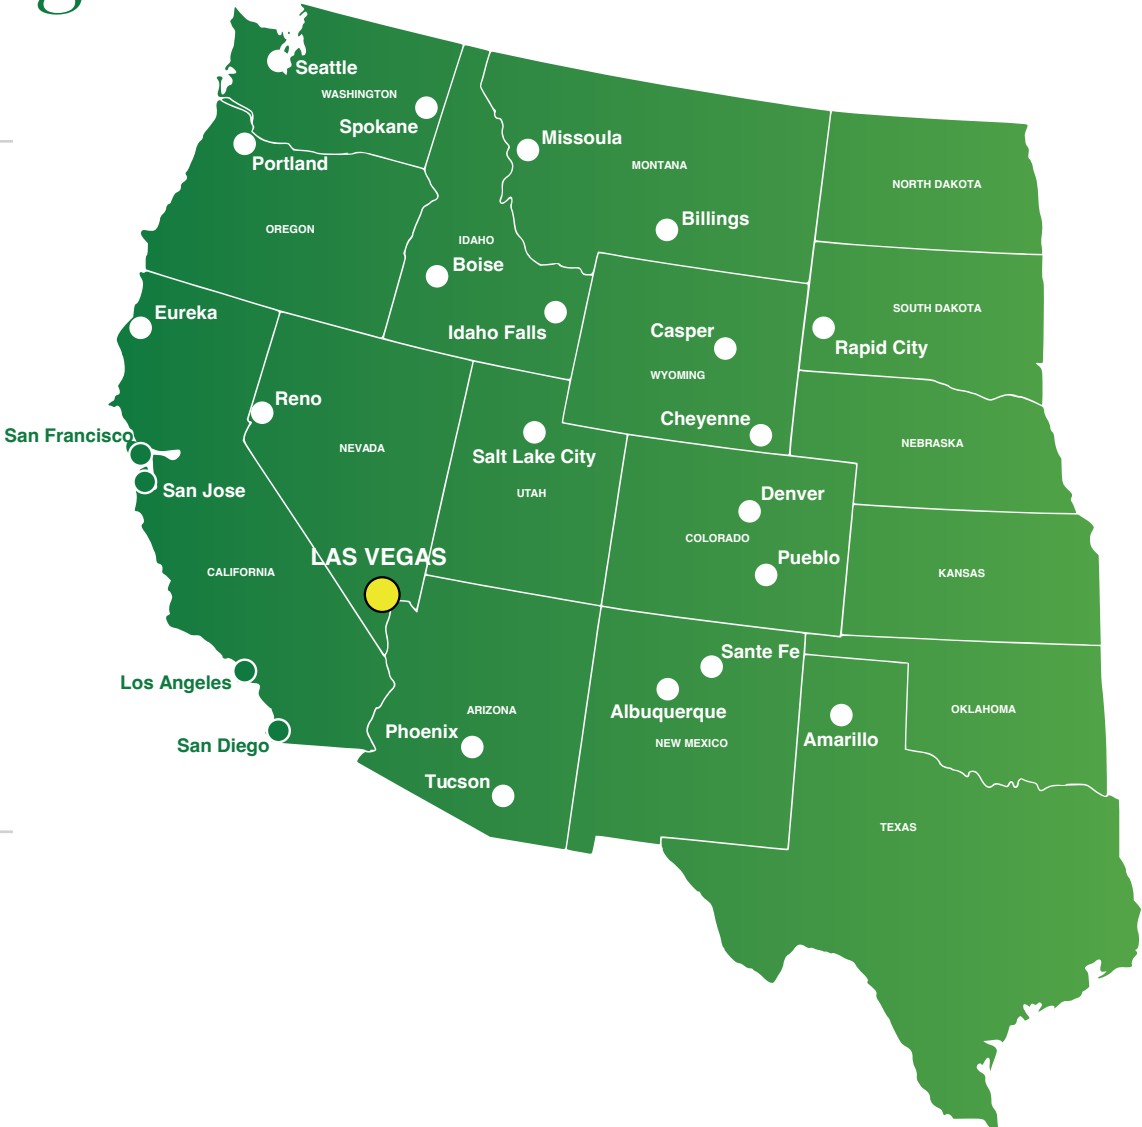 g
Seattle
WASHINGTON
Spokane
Missoula
Portland
MONTANA
NORTH DAKOTA
Billings
OREGON
IDAHO
Boise
SOUTH DAKOTA
Eureka
Idaho Falls
Casper
Rapid City
WYOMING
Reno
Cheyenne
San Francisco
NEBRASKA
NEVADA
Salt Lake City
San Jose
UTAH
Denver
COLORADO
LAS VEGAS
Pueblo
CALIFORNIA
KANSAS
Sante Fe
Los Angeles
Albuquerque
ARIZONA
OKLAHOMA
Phoenix
Amarillo
San Diego
NEW MEXICO
Tucson
TEXAS